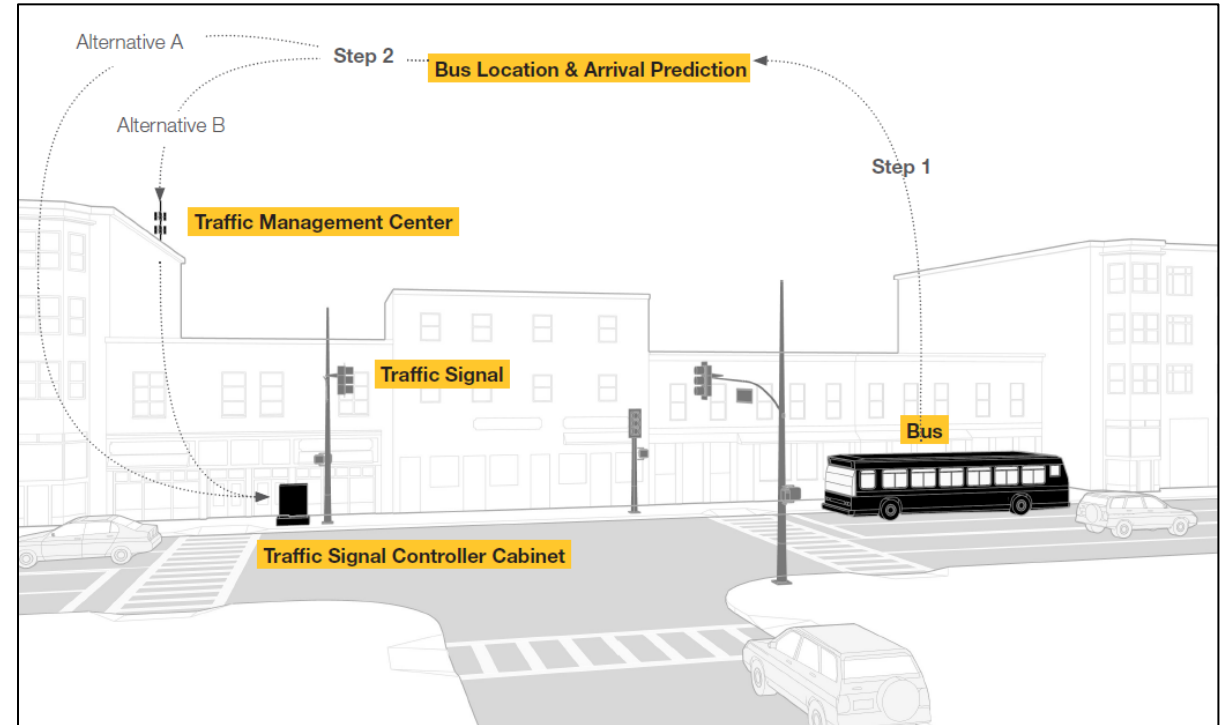 Alternative A
Step 2
Bus Location & Arrival Prediction
Alternative B
Step 1
Traffic Management Center
Traffic Signal
Bus
Traffic Signal Controller Cabinet